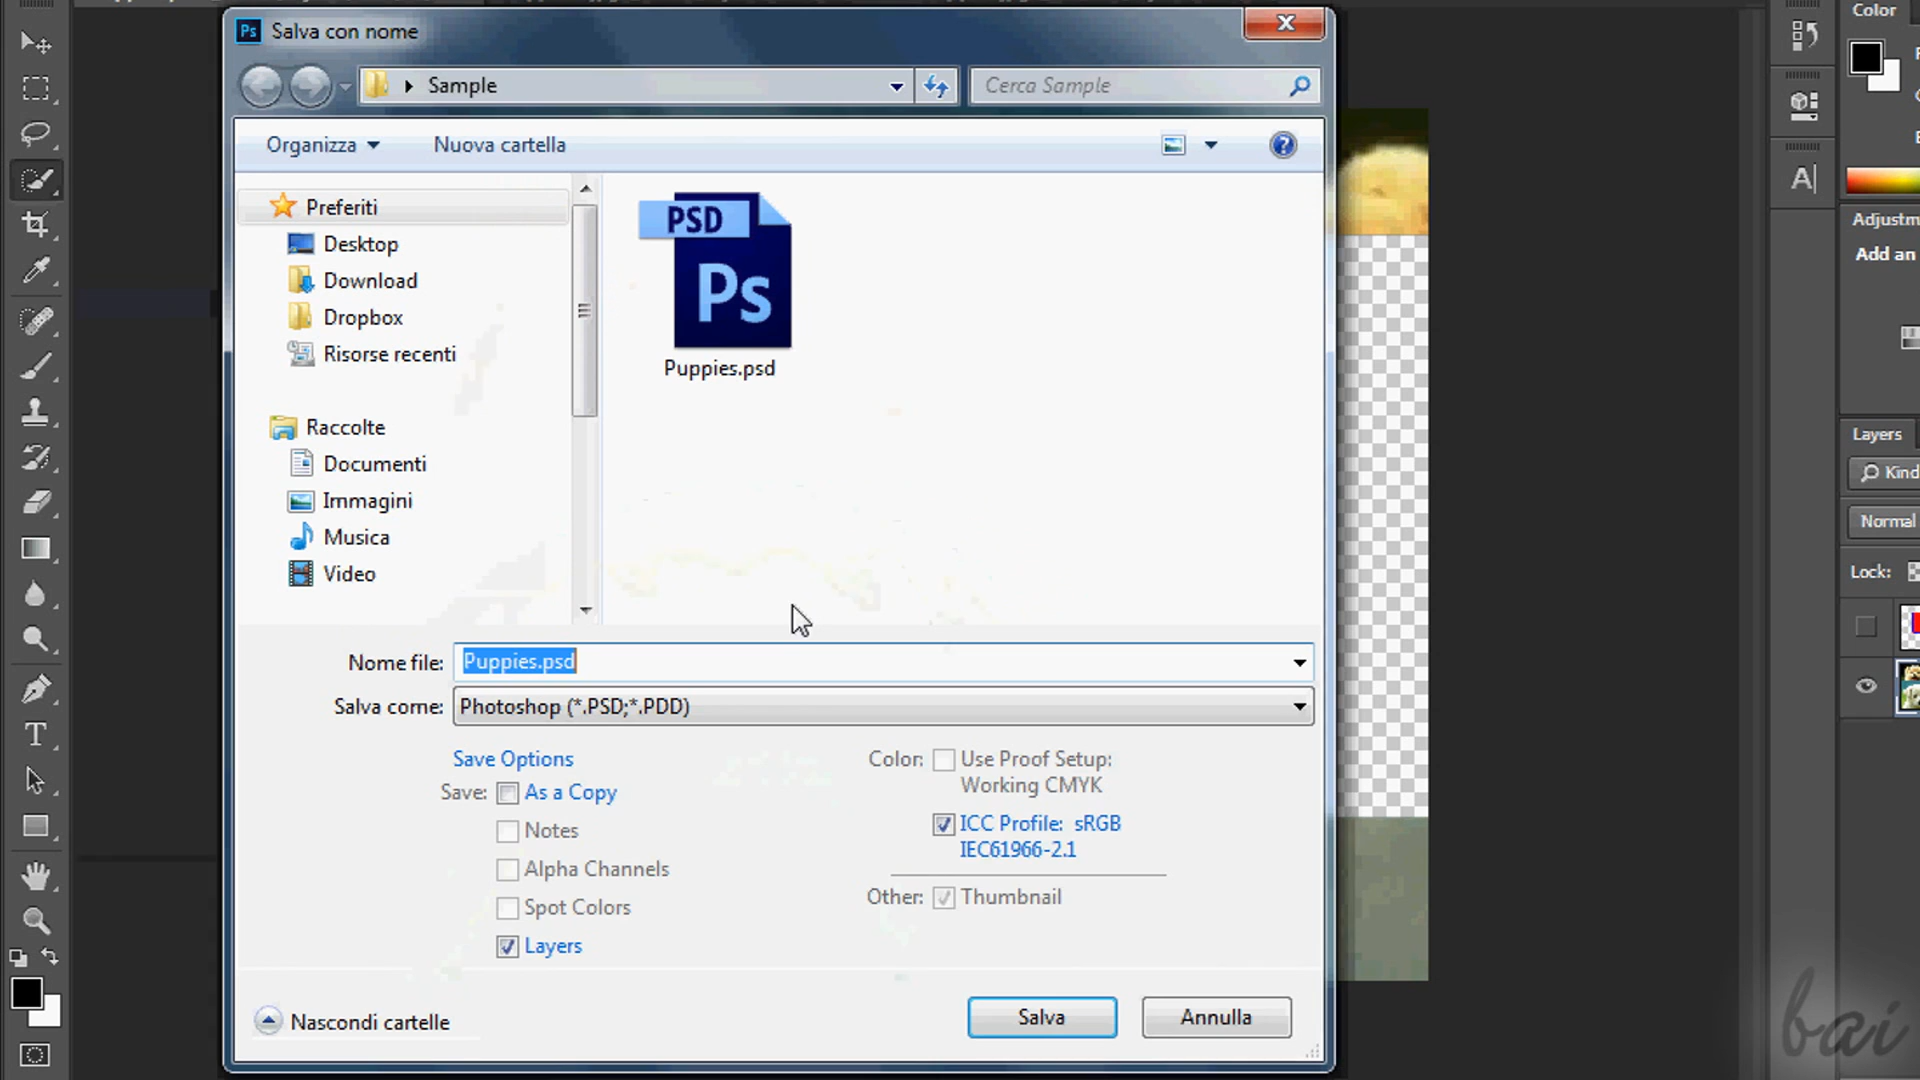 Salva con nome
Sample
Cerca Sample
Organizza
Nuova cartella
Preferiti
Desktop
Download
Dropbox
Risorse recenti
Raccolte
Documenti
Immagini
Musica
Video
PSD
Ps
Puppies.psd
Nome file: Puppies.psd
Salva come: Photoshop (*.PSD;*.PDD)
Save Options
Save: As a Copy
Notes
Alpha Channels
Spot Colors
Layers
Color: Use Proof Setup:
Working CMYK
ICC Profile: sRGB
IEC61966-2.1
Other: Thumbnail
Nascondi cartelle
Salva
Annulla
Color
Add an
Layers
Kind
Normal
Lock:
bai